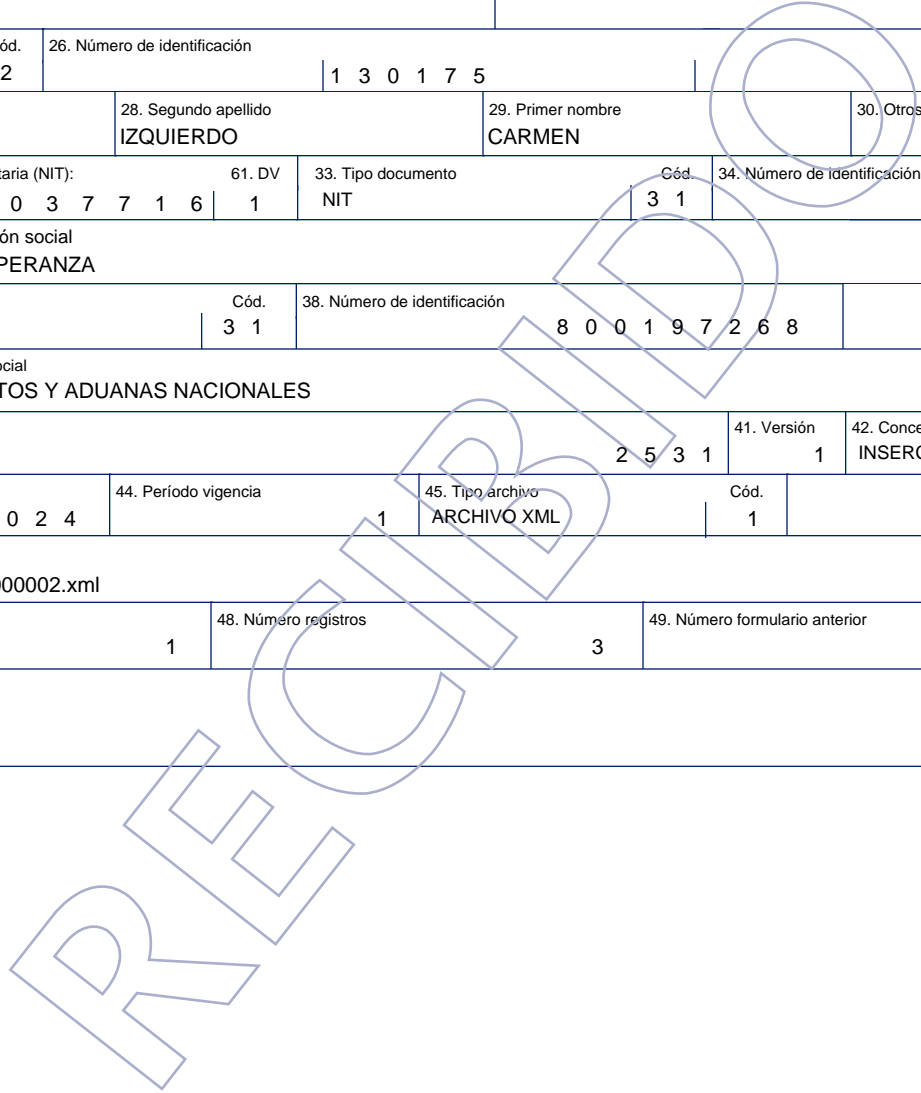 ód. 26. Número de identificación
2 1 3 0 1 7 5
28. Segundo apellido 29. Primer nombre 30. Otros
IZQUIERDO CARMEN
taria (NIT): 61. DV 33. Tipo documento Cód. 34. Número de identificación
0 3 7 7 1 6 1 NIT 3 1
ón social
PERANZA
Cód. 38. Número de identificación
3 1 8 0 0 1 9 7 2 6 8
ocial
TOS Y ADUANAS NACIONALES
41. Versión 42. Conce
2 5 3 1 1 INSERC
44. Período vigencia 45. Tipo archivo Cód.
0 2 4 1 ARCHIVO XML 1
000002.xml
48. Número registros 49. Número formulario anterior
1 3
RECIBIDO